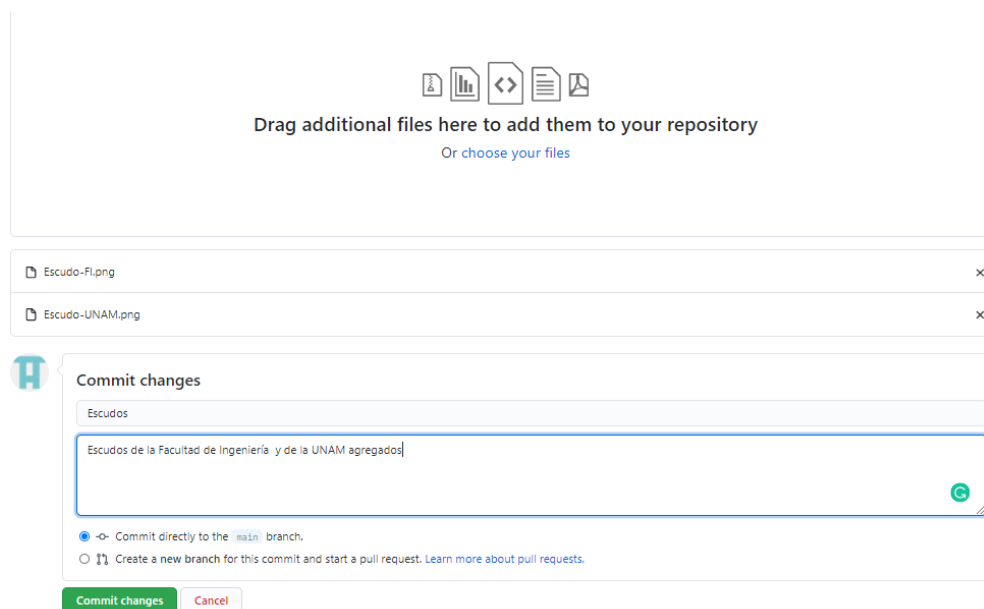 Drag additional files here to add them to your repository
Or choose your files
Escudo-FI.png
Escudo-UNAM.png
Commit changes
Escudos
Escudos de la Facultad de Ingeniería  y de la UNAM agregados
Commit directly to the main branch.
Create a new branch for this commit and start a pull request. Learn more about pull requests.
Commit changes Cancel